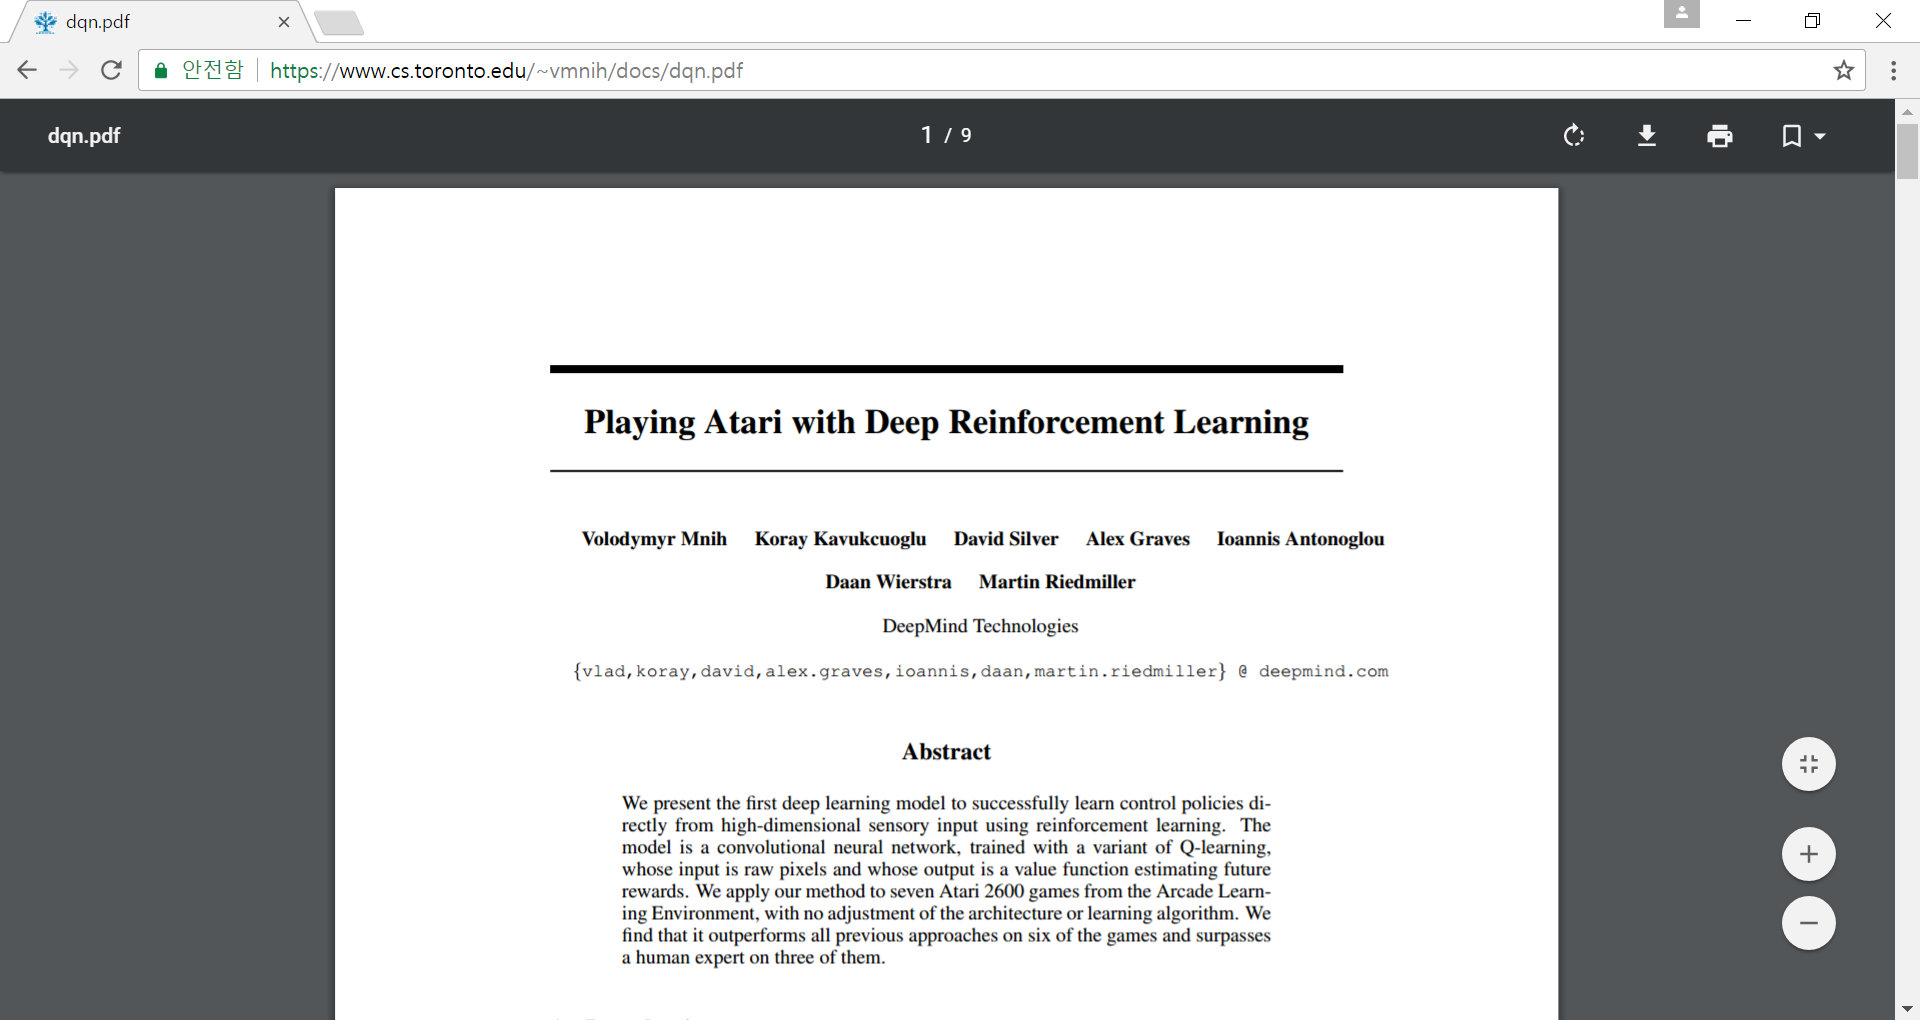 dqn.pdf
안전함 https://www.cs.toronto.edu/~vmnih/docs/dqn.pdf
dqn.pdf 1 / 9
Playing Atari with Deep Reinforcement Learning
Volodymyr Mnih Koray Kavukcuoglu David Silver Alex Graves Ioannis Antonoglou
Daan Wierstra Martin Riedmiller
DeepMind Technologies
{vlad,koray,david,alex.graves,ioannis,daan,martin.riedmiller} @ deepmind.com
Abstract
We present the first deep learning model to successfully learn control policies di-
rectly from high-dimensional sensory input using reinforcement learning. The
model is a convolutional neural network, trained with a variant of Q-learning,
whose input is raw pixels and whose output is a value function estimating future
rewards. We apply our method to seven Atari 2600 games from the Arcade Learn-
ing Environment, with no adjustment of the architecture or learning algorithm. We
find that it outperforms all previous approaches on six of the games and surpasses
a human expert on three of them.